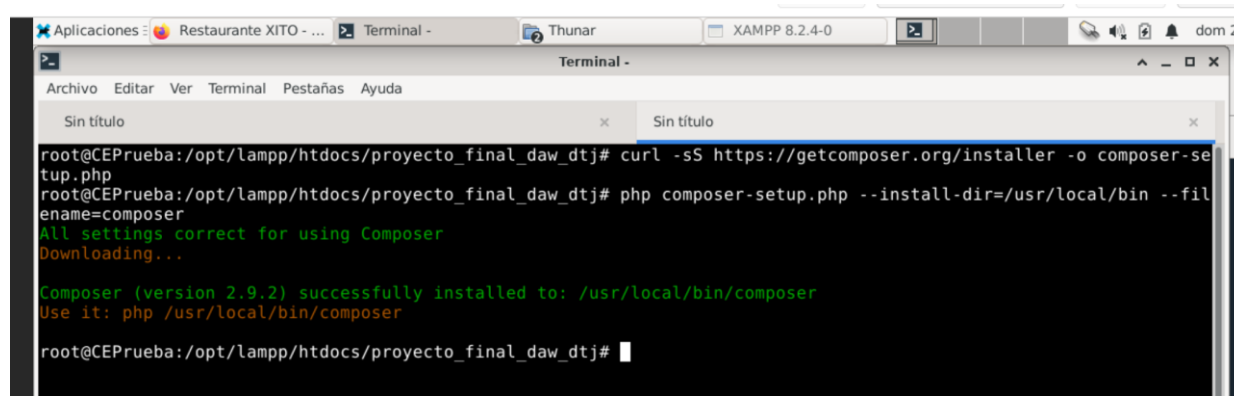 Aplicaciones Restaurante XITO - ... Terminal - Thunar XAMPP 8.2.4-0 dom
Terminal -
Archivo Editar Ver Terminal Pestañas Ayuda
Sin título Sin título
root@CEPrueba:/opt/lampp/htdocs/proyecto_final_daw_dtj# curl -sS https://getcomposer.org/installer -o composer-se
tup.php
root@CEPrueba:/opt/lampp/htdocs/proyecto_final_daw_dtj# php composer-setup.php --install-dir=/usr/local/bin --fil
ename=composer
All settings correct for using Composer
Downloading...
Composer (version 2.9.2) successfully installed to: /usr/local/bin/composer
Use it: php /usr/local/bin/composer
root@CEPrueba:/opt/lampp/htdocs/proyecto_final_daw_dtj#